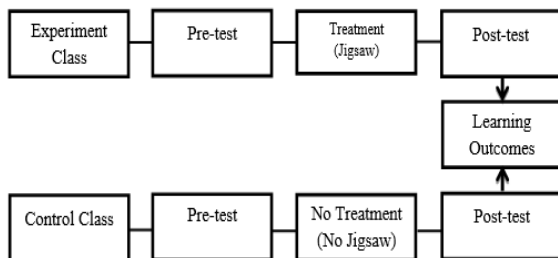 Experiment
Class
Pre-test
Treatment
(Jigsaw)
Post-test
Learning
Outcomes
Control Class
Pre-test
No Treatment
(No Jigsaw)
Post-test